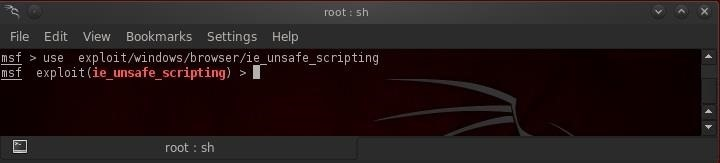 root : sh
File Edit View Bookmarks Settings Help
msf > use  exploit/windows/browser/ie_unsafe_scripting
msf  exploit(ie_unsafe_scripting) >
root : sh